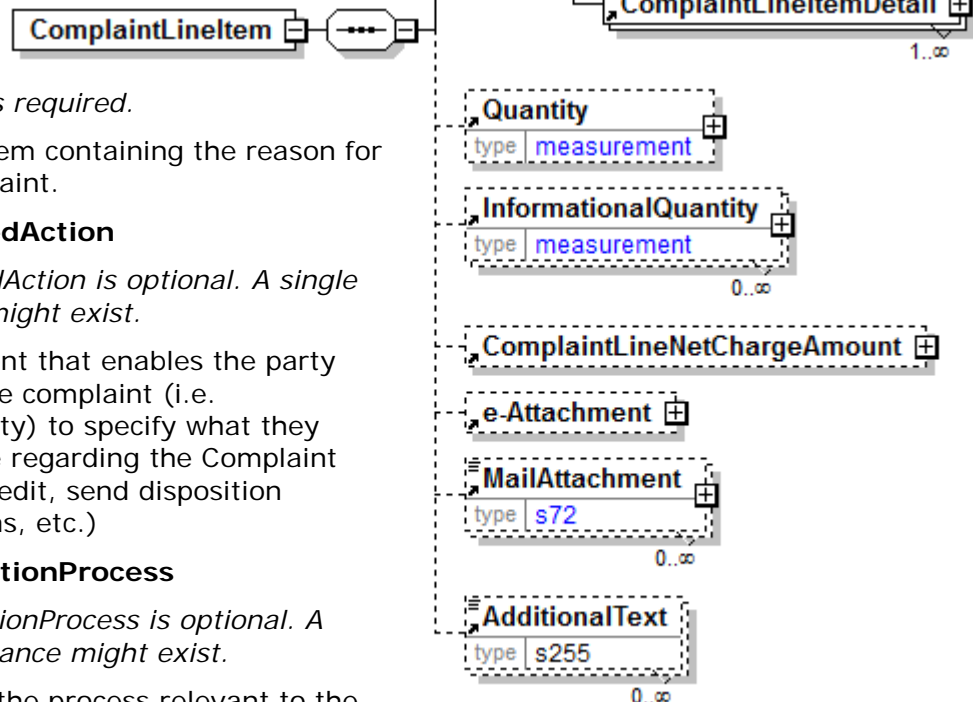 ComplaintLineItem
ComplaintLineItemDetail
1..∞
s required.
em containing the reason for
aint.
dAction
dAction is optional. A single
might exist.
nt that enables the party
e complaint (i.e.
ty) to specify what they
e regarding the Complaint
edit, send disposition
ns, etc.)
tionProcess
ionProcess is optional. A
ance might exist.
the process relevant to the
Quantity
type measurement
InformationalQuantity
type measurement
0..∞
ComplaintLineNetChargeAmount
e-Attachment
MailAttachment
type s72
0..∞
AdditionalText
type s255
0..∞